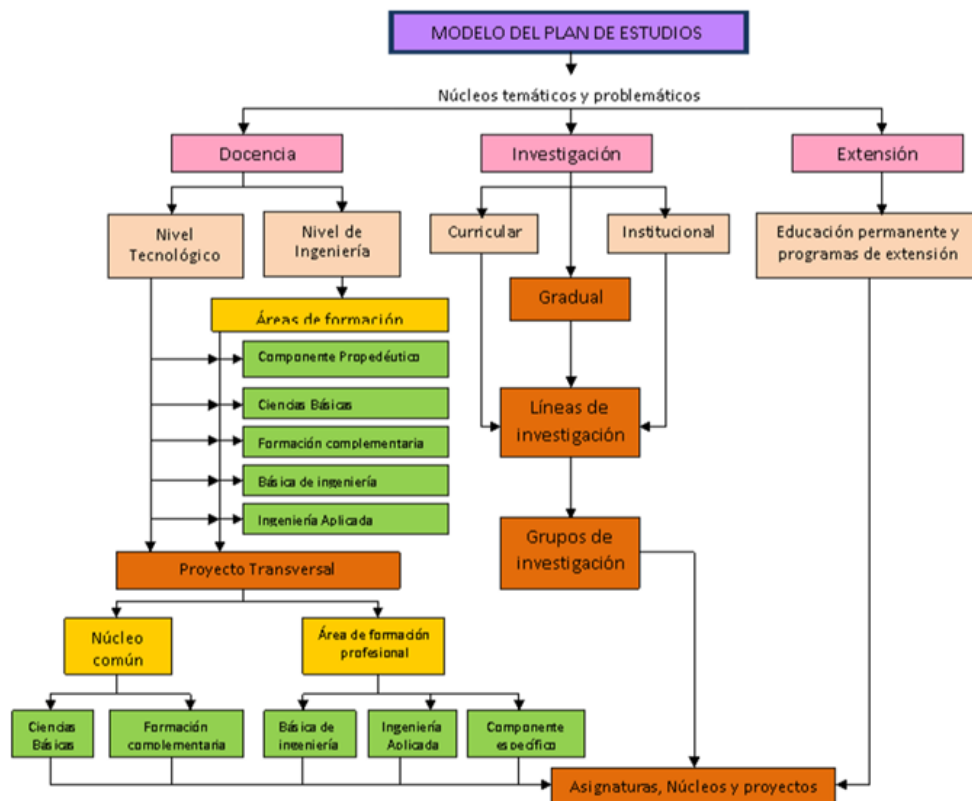 MODELO DEL PLAN DE ESTUDIOS
Núcleos temáticos y problemáticos
Docencia
Investigación
Extensión
Nivel
Tecnológico
Nivel de
Ingeniería
Curricular
Institucional
Educación permanente y
programas de extensión
Gradual
Áreas de formación
Componente Propedéutico
Ciencias Básicas
Formación complementaria
Básica de ingeniería
Ingeniería Aplicada
Líneas de
investigación
Grupos de
investigación
Proyecto Transversal
Núcleo
común
Área de formación
profesional
Ciencias
Básicas
Formación
complementaria
Básica de
ingeniería
Ingeniería
Aplicada
Componente
específico
Asignaturas, Núcleos y proyectos